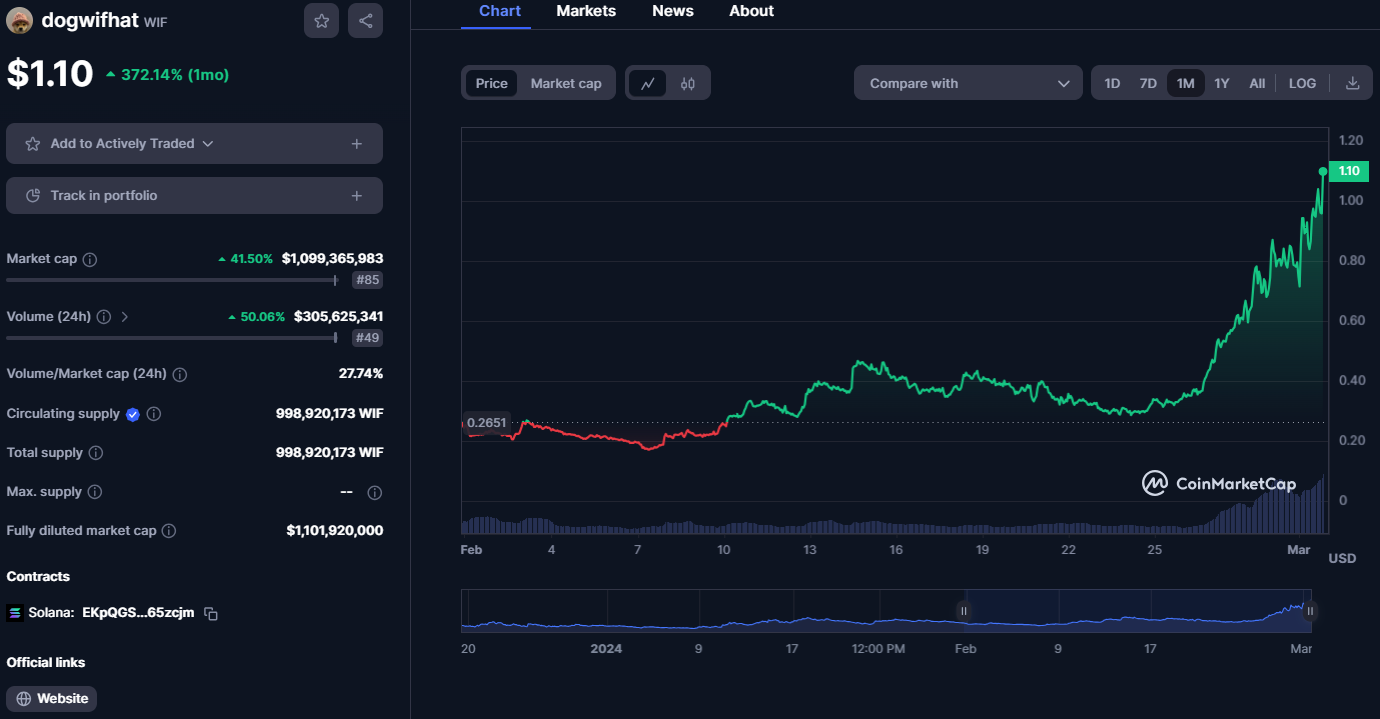 dogwifhat WIF
$1.10 372.14% (1mo)
Add to Actively Traded
Track in portfolio
Market cap 41.50% $1,099,365,983
#85
Volume (24h) 50.06% $305,625,341
#49
Volume/Market cap (24h) 27.74%
Circulating supply 998,920,173 WIF
Total supply 998,920,173 WIF
Max. supply --
Fully diluted market cap $1,101,920,000
Contracts
Solana: EKpQGS...65zcjm
Official links
Website
Chart Markets News About
Price Market cap
Compare with
1D 7D 1M 1Y All LOG
1.20
1.10
1.00
0.80
0.60
0.40
0.2651
0.20
CoinMarketCap
0
Feb 4 7 10 13 16 19 22 25 Mar
USD
20 2024 9 17 12:00 PM Feb 9 17 Mar